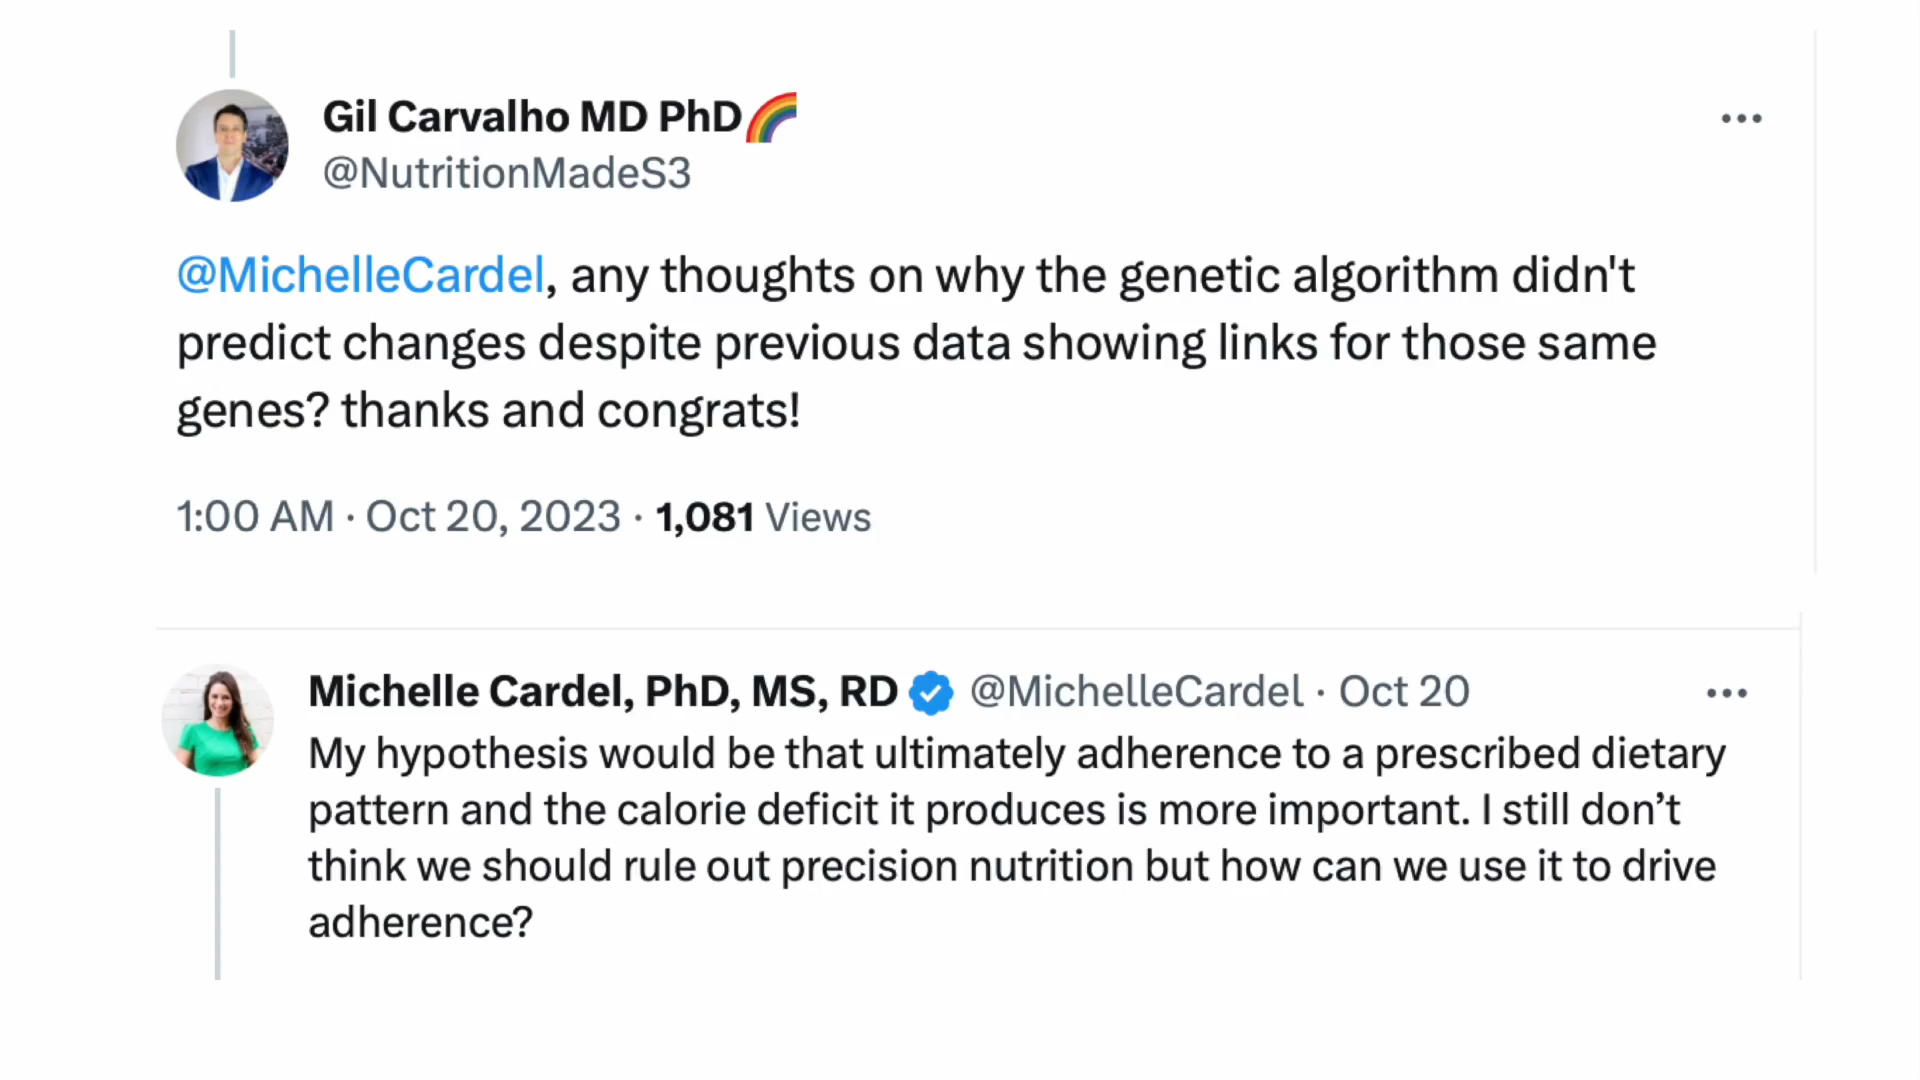 Gil Carvalho MD PhD🌈
@NutritionMadeS3
@MichelleCardel, any thoughts on why the genetic algorithm didn't
predict changes despite previous data showing links for those same
genes? thanks and congrats!
1:00 AM · Oct 20, 2023 · 1,081 Views
Michelle Cardel, PhD, MS, RD @MichelleCardel · Oct 20
My hypothesis would be that ultimately adherence to a prescribed dietary
pattern and the calorie deficit it produces is more important. I still don’t
think we should rule out precision nutrition but how can we use it to drive
adherence?